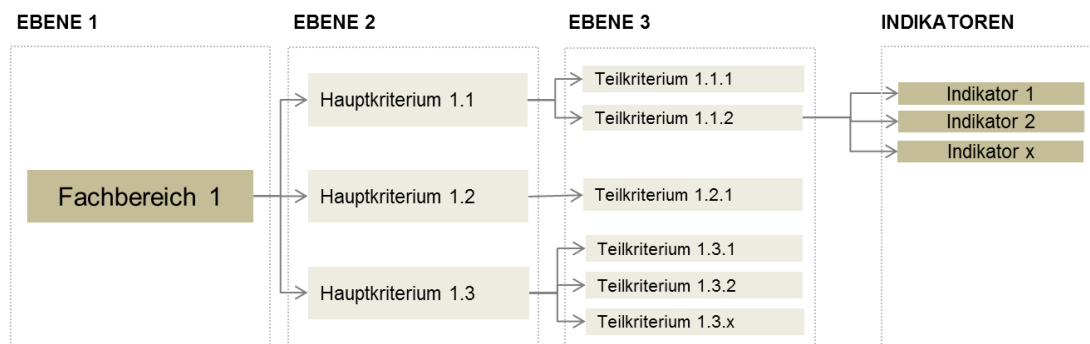 EBENE 1
EBENE 2
EBENE 3
INDIKATOREN
Fachbereich 1
Hauptkriterium 1.1
Hauptkriterium 1.2
Hauptkriterium 1.3
Teilkriterium 1.1.1
Teilkriterium 1.1.2
Teilkriterium 1.2.1
Teilkriterium 1.3.1
Teilkriterium 1.3.2
Teilkriterium 1.3.x
Indikator 1
Indikator 2
Indikator x